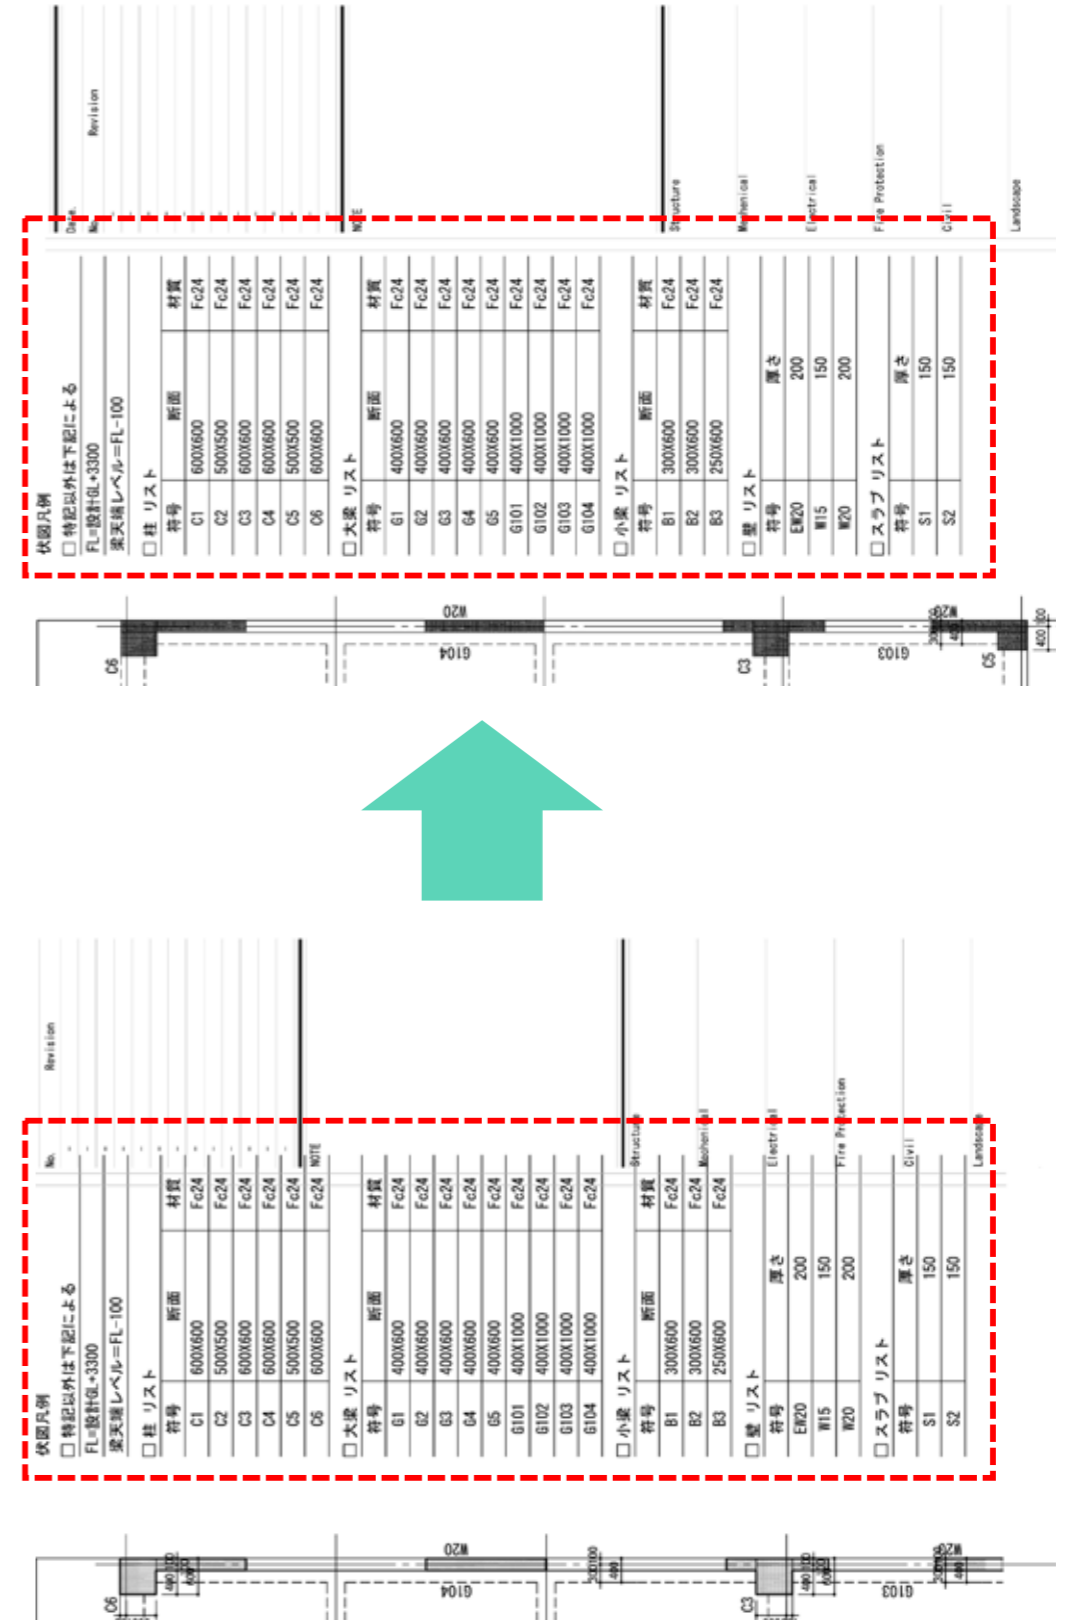 Date.
No.
Revision
NOTE
Structure
Mechenical
Electrical
Fire Protection
Civil
Landscape
伏図凡例
□ 特記以外は下記による
FL=設計GL+3300
梁天端レベル=FL-100
□ 柱 リスト
符号 断面 材質
C1 600X600 Fc24
C2 500X500 Fc24
C3 600X600 Fc24
C4 600X600 Fc24
C5 500X500 Fc24
C6 600X600 Fc24
□ 大梁 リスト
符号 断面 材質
G1 400X600 Fc24
G2 400X600 Fc24
G3 400X600 Fc24
G4 400X600 Fc24
G5 400X600 Fc24
G101 400X1000 Fc24
G102 400X1000 Fc24
G103 400X1000 Fc24
G104 400X1000 Fc24
□ 小梁 リスト
符号 断面 材質
B1 300X600 Fc24
B2 300X600 Fc24
B3 250X600 Fc24
□ 壁 リスト
符号 厚さ
EW20 200
W15 150
W20 200
□ スラブ リスト
符号 厚さ
S1 150
S2 150
W20
W20
C6
G104
C3
G103
C5
400 100
No.
Revision
NOTE
Structure
Mechenical
Electrical
Fire Protection
Civil
Landscape
伏図凡例
□ 特記以外は下記による
FL=設計GL+3300
梁天端レベル=FL-100
□ 柱 リスト
符号 断面 材質
C1 600X600 Fc24
C2 500X500 Fc24
C3 600X600 Fc24
C4 600X600 Fc24
C5 500X500 Fc24
C6 600X600 Fc24
□ 大梁 リスト
符号 断面 材質
G1 400X600 Fc24
G2 400X600 Fc24
G3 400X600 Fc24
G4 400X600 Fc24
G5 400X600 Fc24
G101 400X1000 Fc24
G102 400X1000 Fc24
G103 400X1000 Fc24
G104 400X1000 Fc24
□ 小梁 リスト
符号 断面 材質
B1 300X600 Fc24
B2 300X600 Fc24
B3 250X600 Fc24
□ 壁 リスト
符号 厚さ
EW20 200
W15 150
W20 200
□ スラブ リスト
符号 厚さ
S1 150
S2 150
W20
W20
C6
G104
C3
G103